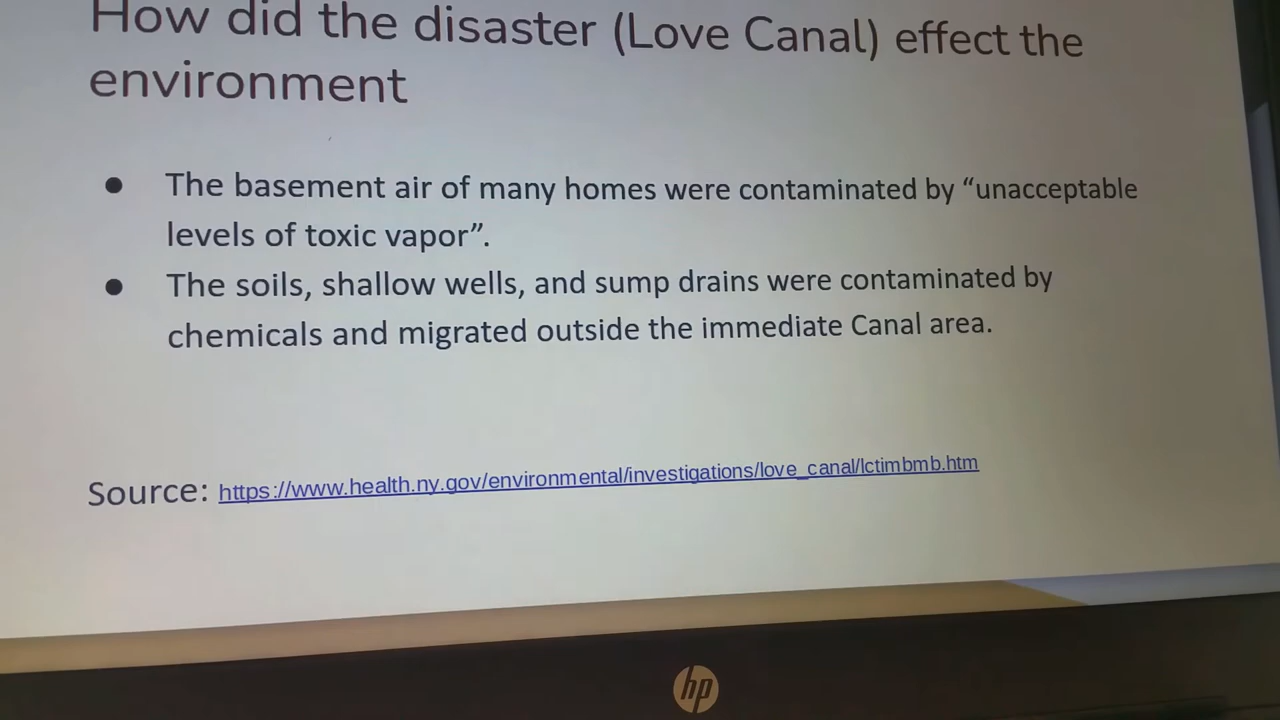 How did the disaster (Love Canal) effect the
environment
● The basement air of many homes were contaminated by “unacceptable
levels of toxic vapor”.
● The soils, shallow wells, and sump drains were contaminated by
chemicals and migrated outside the immediate Canal area.
Source: https://www.health.ny.gov/environmental/investigations/love_canal/lctimbmb.htm
hp